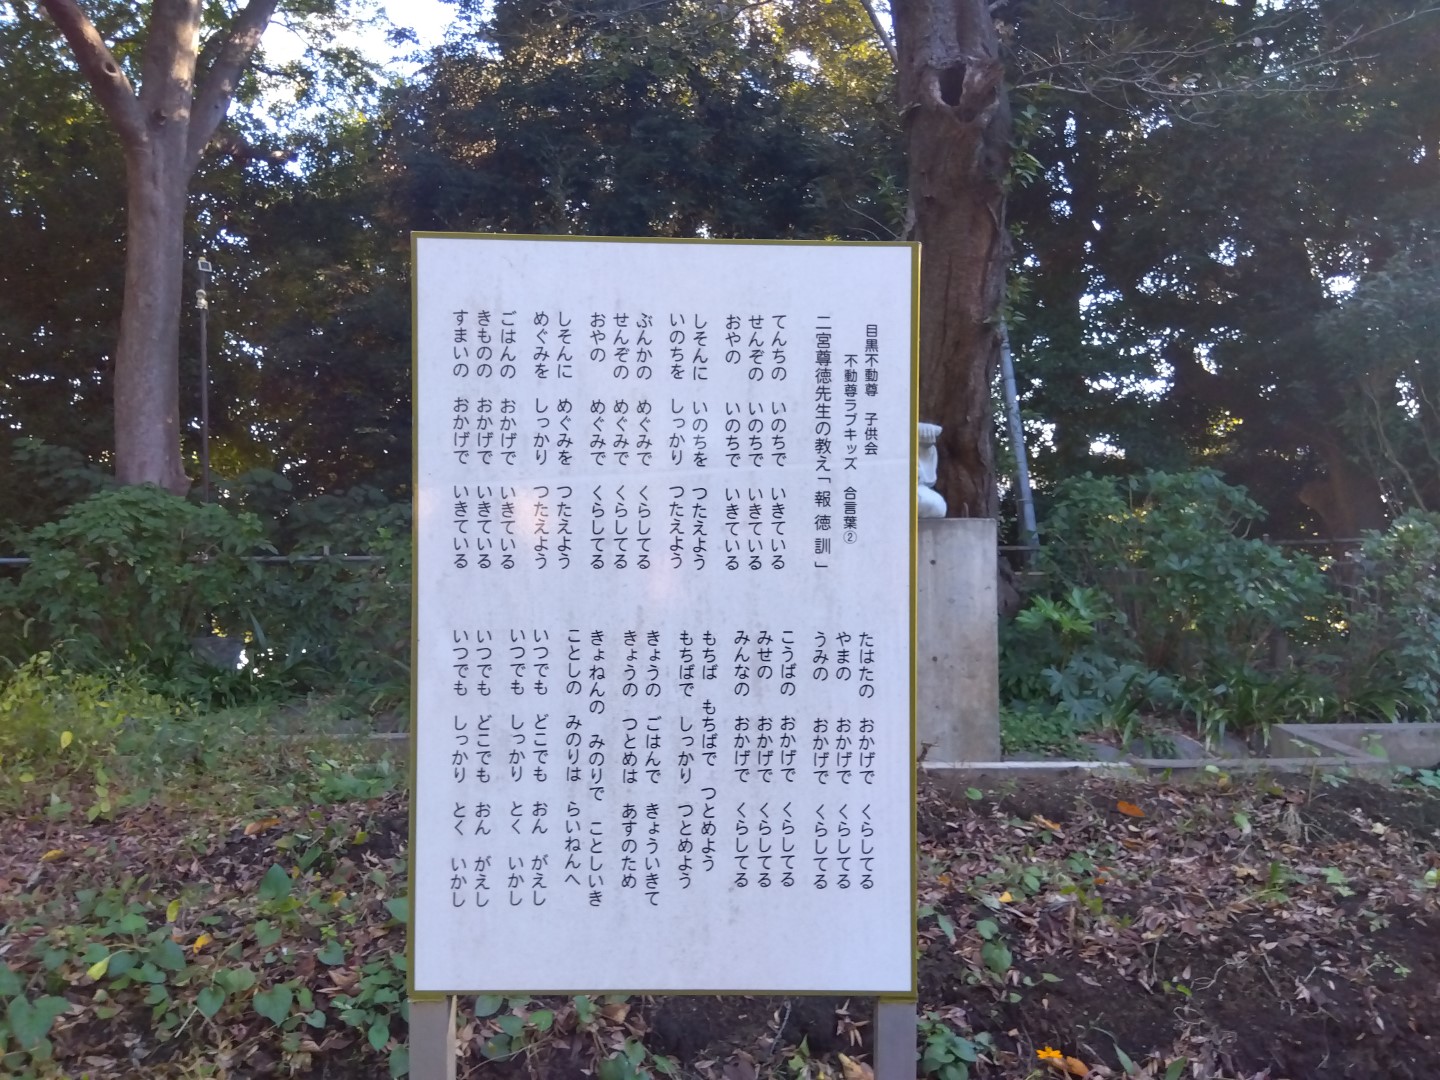 目黒不動尊　子供会
不動尊ラブキッズ　合言葉②
二宮尊徳先生の教え「報 徳 訓」
てんちの　いのちで　いきている
せんぞの　いのちで　いきている
おやの　いのちで　いきている
しそんに　いのちを　つたえよう
いのちを　しっかり　つたえよう
ぶんかの　めぐみで　くらしてる
せんぞの　めぐみで　くらしてる
おやの　めぐみで　くらしてる
しそんに　めぐみを　つたえよう
めぐみを　しっかり　つたえよう
ごはんの　おかげで　いきている
きものの　おかげで　いきている
すまいの　おかげで　いきている
たはたの　おかげで　くらしてる
やまの　おかげで　くらしてる
うみの　おかげで　くらしてる
こうばの　おかげで　くらしてる
みせの　おかげで　くらしてる
みんなの　おかげで　くらしてる
もちば　もちばで　つとめよう
もちばで　しっかり　つとめよう
きょうの　ごはんで　きょういきて
きょうの　つとめは　あすのため
きょねんの　みのりで　ことしいき
ことしの　みのりは　らいねんへ
いつでも　どこでも　おん　がえし
いつでも　しっかり　とく　いかし
いつでも　どこでも　おん　がえし
いつでも　しっかり　とく　いかし